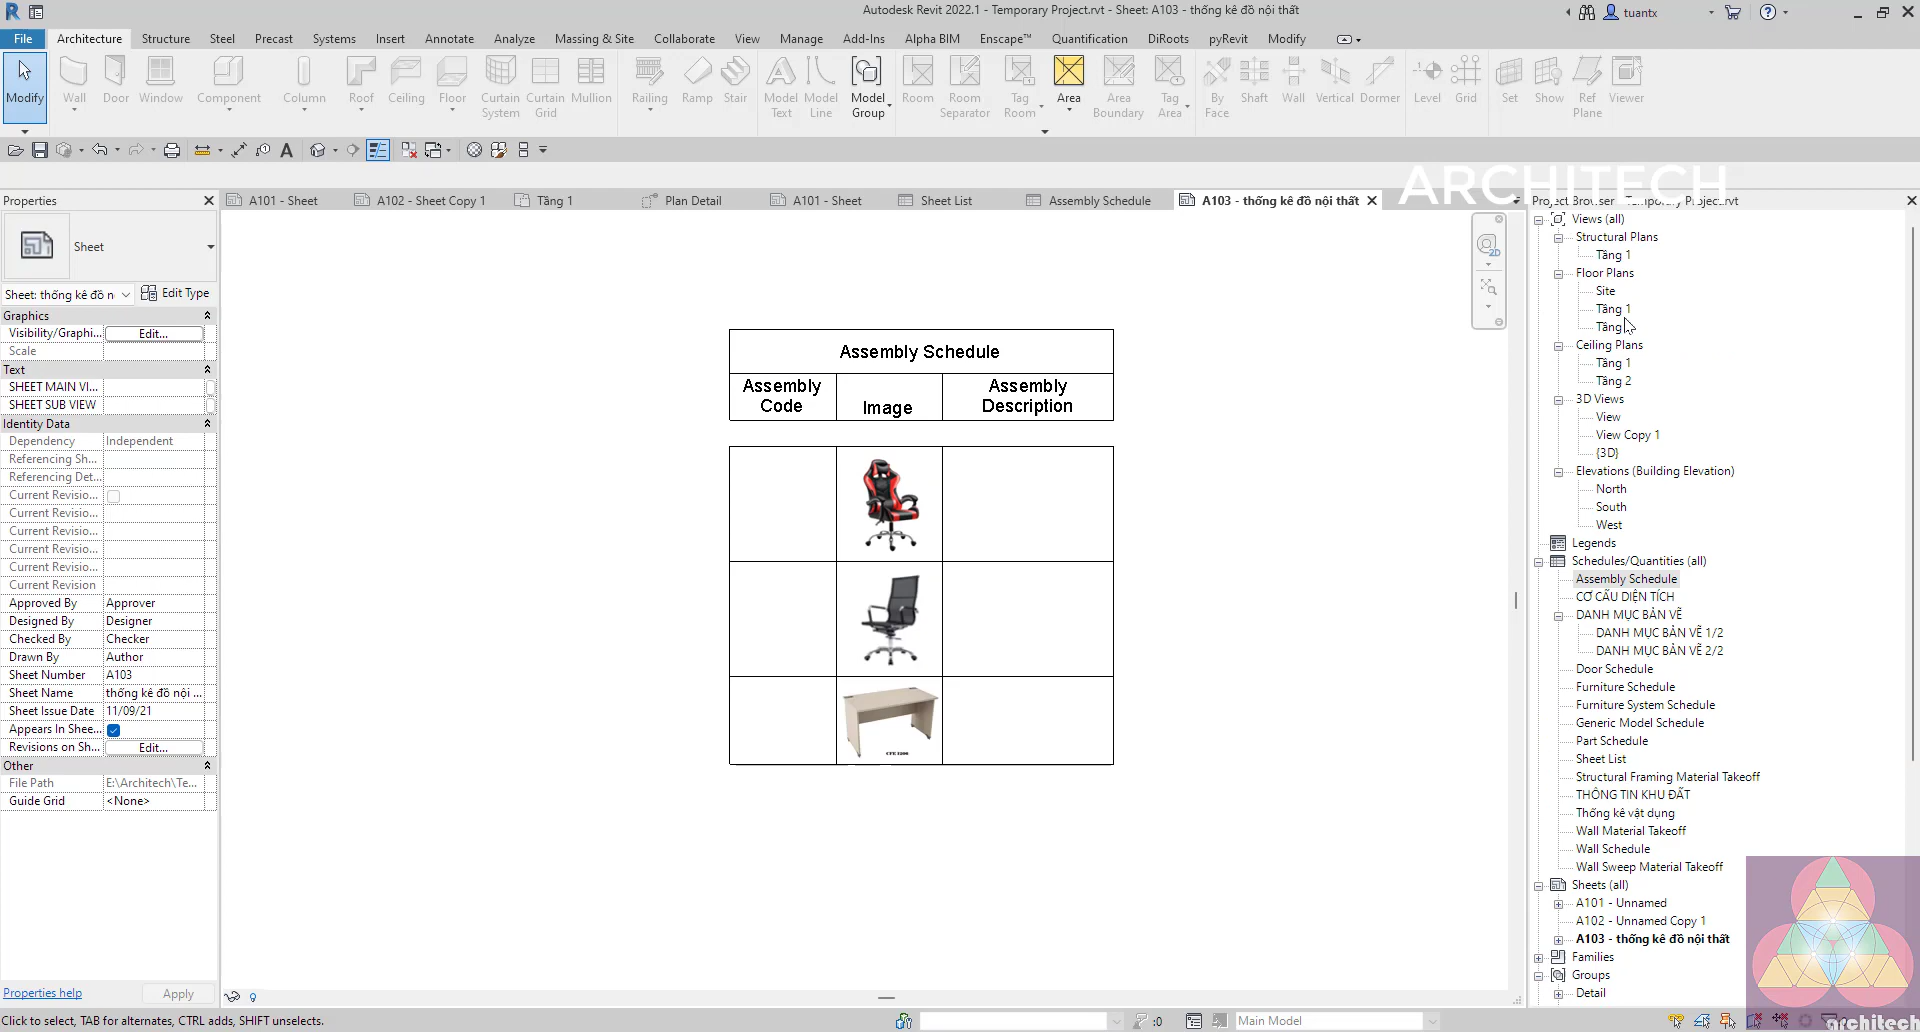 Autodesk Revit 2022.1 - Temporary Project.rvt - Sheet: A103 - thống kê đồ nội thất
tuantx
File Architecture Structure Steel Precast Systems Insert Annotate Analyze Massing & Site Collaborate View Manage Add-Ins Alpha BIM Enscape™ Quantification DiRoots pyRevit Modify
Modify Wall Door Window Component Column Roof Ceiling Floor Curtain System Curtain Grid Mullion Railing Ramp Stair Model Text Model Line Model Group Room Room Separator Tag Room Area Area Boundary Tag Area By Face Shaft Wall Vertical Dormer Level Grid Set Show Ref Plane Viewer
ARCHITECH
Properties
A101 - Sheet A102 - Sheet Copy 1 Tầng 1 Plan Detail A101 - Sheet Sheet List Assembly Schedule A103 - thống kê đồ nội thất
Project Browser - Temporary Project.rvt
Sheet
Sheet: thống kê đồ n Edit Type
Graphics
Visibility/Graphi... Edit...
Scale
Text
SHEET MAIN VI...
SHEET SUB VIEW
Identity Data
Dependency Independent
Referencing Sh...
Referencing Det...
Current Revisio...
Current Revisio...
Current Revisio...
Current Revisio...
Current Revisio...
Current Revision
Approved By Approver
Designed By Designer
Checked By Checker
Drawn By Author
Sheet Number A103
Sheet Name thống kê đồ nội ...
Sheet Issue Date 11/09/21
Appears In Shee...
Revisions on Sh... Edit...
Other
File Path E:\Architech\Te...
Guide Grid <None>
Properties help Apply
2D
Assembly Schedule
Assembly Code Image Assembly Description
CPE 1200
Views (all)
Structural Plans
Tầng 1
Floor Plans
Site
Tầng 1
Tầng
Ceiling Plans
Tầng 1
Tầng 2
3D Views
View
View Copy 1
{3D}
Elevations (Building Elevation)
North
South
West
Legends
Schedules/Quantities (all)
Assembly Schedule
CƠ CẤU DIỆN TÍCH
DANH MỤC BẢN VẼ
DANH MỤC BẢN VẼ 1/2
DANH MỤC BẢN VẼ 2/2
Door Schedule
Furniture Schedule
Furniture System Schedule
Generic Model Schedule
Part Schedule
Sheet List
Structural Framing Material Takeoff
THÔNG TIN KHU ĐẤT
Thống kê vật dụng
Wall Material Takeoff
Wall Schedule
Wall Sweep Material Takeoff
Sheets (all)
A101 - Unnamed
A102 - Unnamed Copy 1
A103 - thống kê đồ nội thất
Families
Groups
Detail
architech
Click to select, TAB for alternates, CTRL adds, SHIFT unselects. :0 Main Model